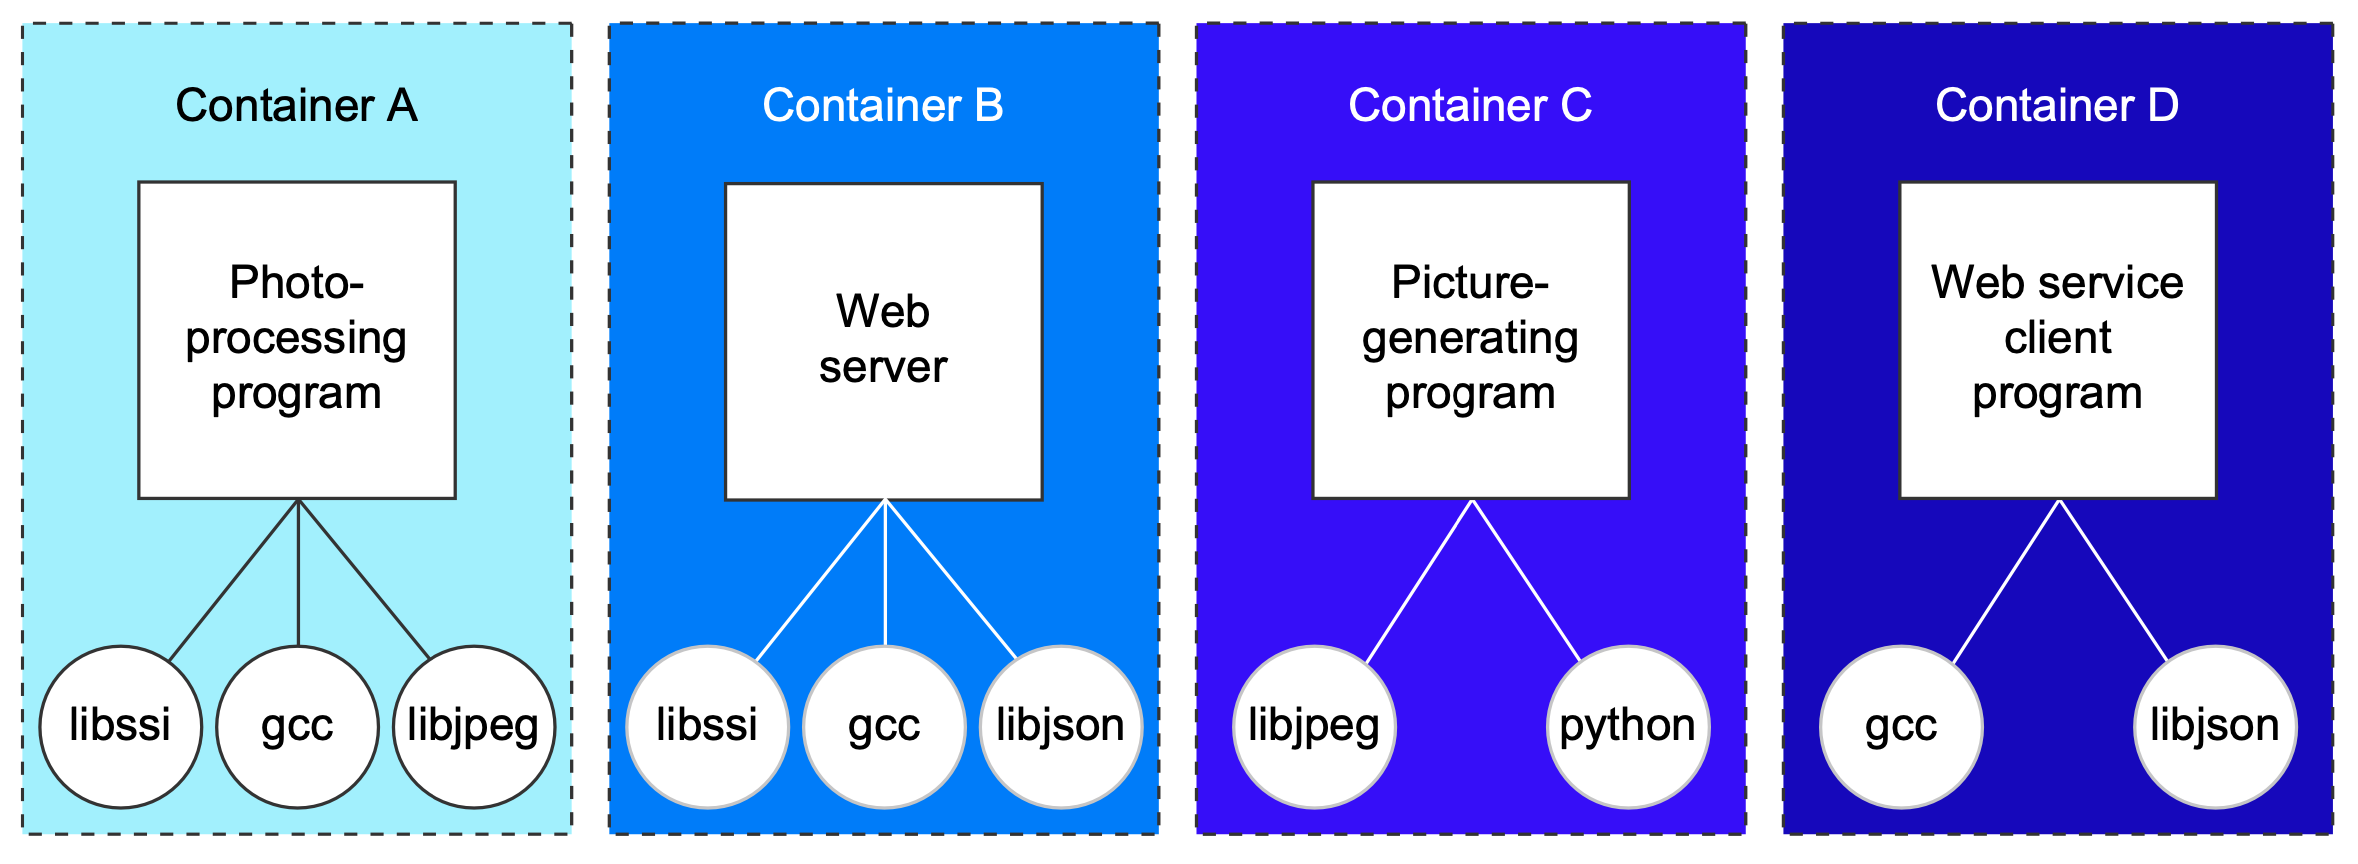 Container A
Photo-
processing
program
libssi
gcc
libjpeg
Container B
Web
server
libssi
gcc
libjson
Container C
Picture-
generating
program
libjpeg
python
Container D
Web service
client
program
gcc
libjson